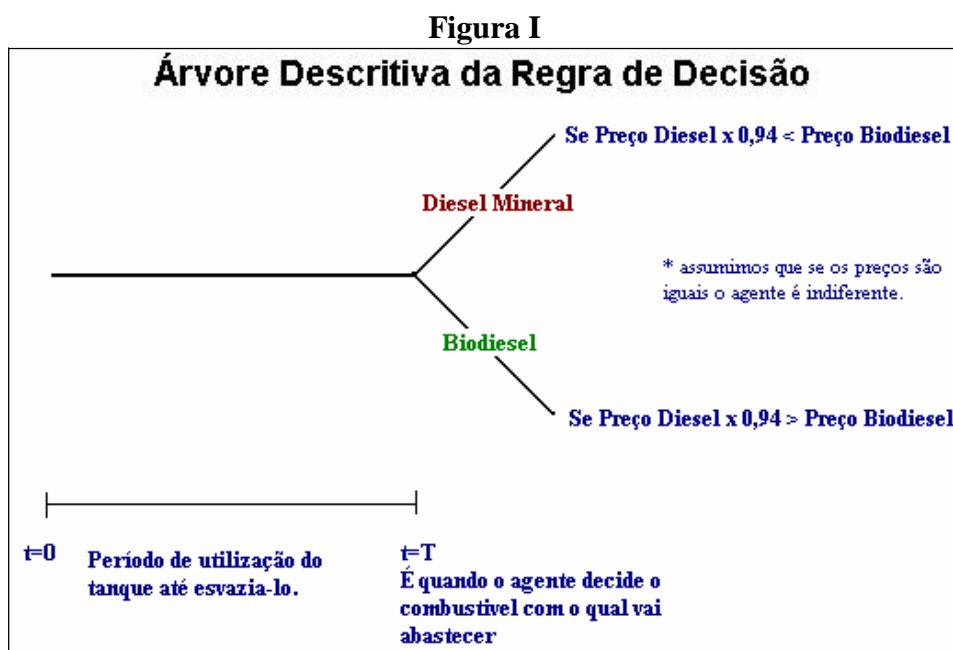 Figura I
Árvore Descritiva da Regra de Decisão
Se Preço Diesel x 0,94 < Preço Biodiesel
Diesel Mineral
* assumimos que se os preços são
iguais o agente é indiferente.
Biodiesel
Se Preço Diesel x 0,94 > Preço Biodiesel
t=0
Período de utilização do
tanque até esvazia-lo.
t=T
É quando o agente decide o
combustivel com o qual vai
abastecer